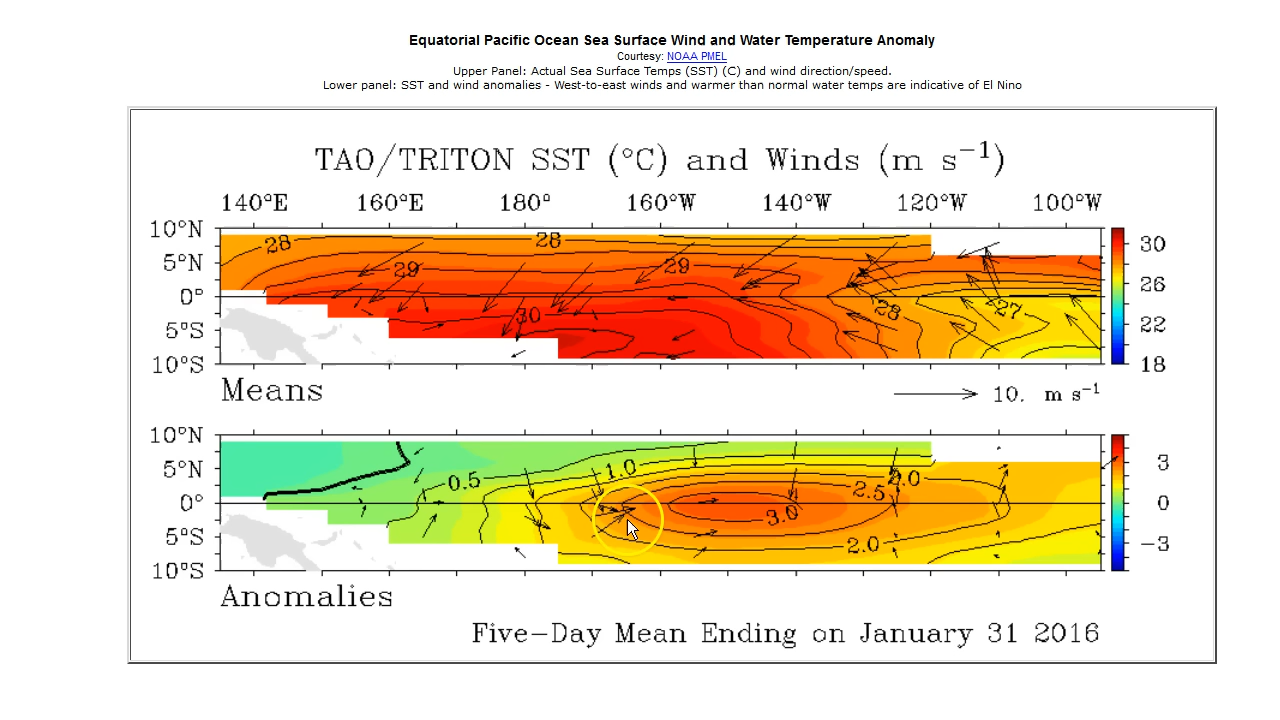 Equatorial Pacific Ocean Sea Surface Wind and Water Temperature Anomaly
Courtesy: NOAA PMEL
Upper Panel: Actual Sea Surface Temps (SST) (C) and wind direction/speed.
Lower panel: SST and wind anomalies - West-to-east winds and warmer than normal water temps are indicative of El Nino
TAO/TRITON SST (°C) and Winds (m s⁻¹)
140°E 160°E 180° 160°W 140°W 120°W 100°W
10°N
5°N
0°
5°S
10°S
28 28
29 29
30
28 27
30
26
22
18
Means
10. m s⁻¹
10°N
5°N
0°
5°S
10°S
0.5 1.0
2.5 2.0
3.0
2.0
3
0
−3
Anomalies
Five−Day Mean Ending on January 31 2016